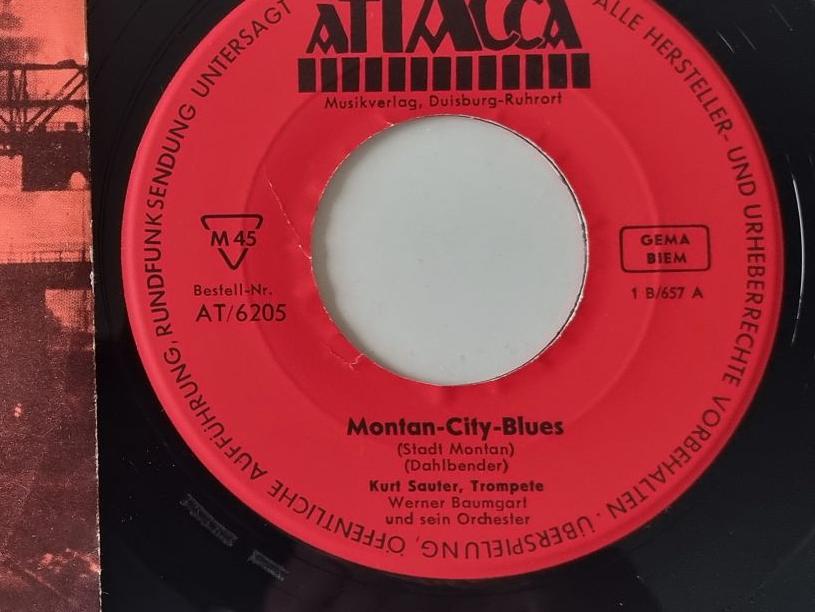 ATTACCA
Musikverlag, Duisburg-Ruhrort
M 45
Bestell-Nr.
AT/6205
GEMA
BIEM
1 B/657 A
Montan-City-Blues
(Stadt Montan)
(Dahlbender)
Kurt Sauter, Trompete
Werner Baumgart
und sein Orchester
ALLE HERSTELLER- UND URHEBERRECHTE VORBEHALTEN · ÜBERSPIELUNG, ÖFFENTLICHE AUFFÜHRUNG, RUNDFUNKSENDUNG UNTERSAGT